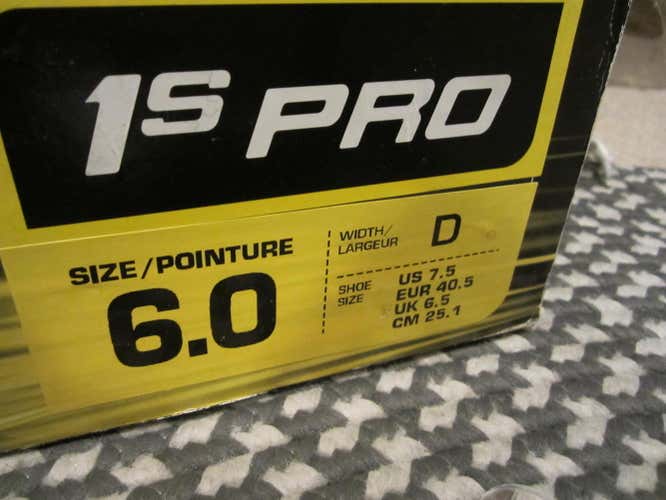 1S PRO
SIZE/POINTURE
6.0
WIDTH/
LARGEUR
D
SHOE
SIZE
US 7.5
EUR 40.5
UK 6.5
CM 25.1